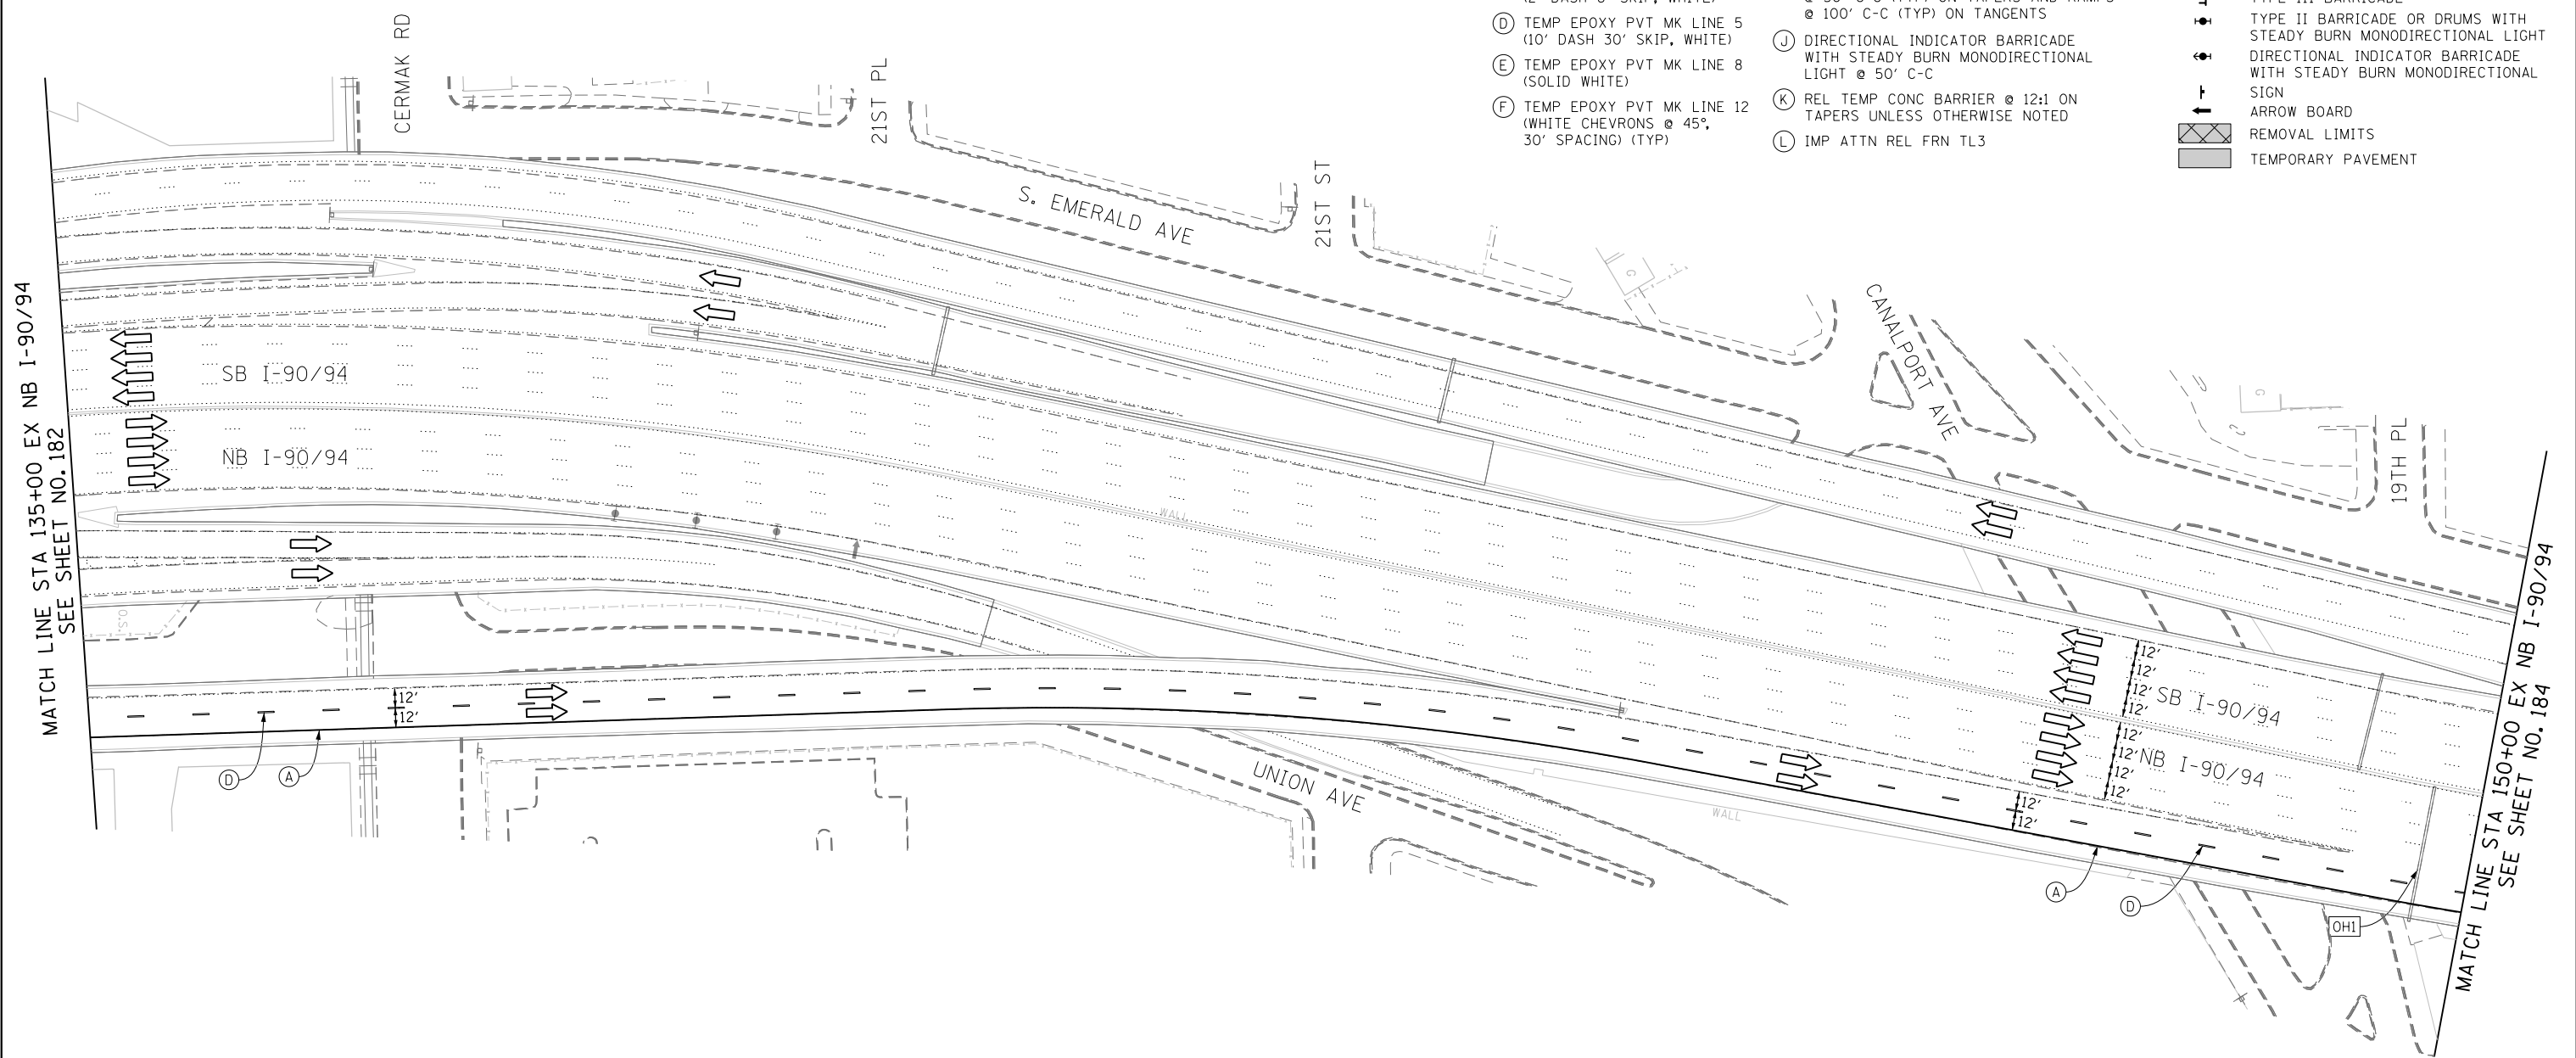 D TEMP EPOXY PVT MK LINE 5
(10' DASH 30' SKIP, WHITE)
E TEMP EPOXY PVT MK LINE 8
(SOLID WHITE)
F TEMP EPOXY PVT MK LINE 12
(WHITE CHEVRONS @ 45°,
30' SPACING) (TYP)
@ 100' C-C (TYP) ON TANGENTS
J DIRECTIONAL INDICATOR BARRICADE
WITH STEADY BURN MONODIRECTIONAL
LIGHT @ 50' C-C
K REL TEMP CONC BARRIER @ 12:1 ON
TAPERS UNLESS OTHERWISE NOTED
L IMP ATTN REL FRN TL3
TYPE II BARRICADE OR DRUMS WITH
STEADY BURN MONODIRECTIONAL LIGHT
DIRECTIONAL INDICATOR BARRICADE
WITH STEADY BURN MONODIRECTIONAL
SIGN
ARROW BOARD
REMOVAL LIMITS
TEMPORARY PAVEMENT
CERMAK RD
21ST PL
21ST ST
S. EMERALD AVE
CANALPORT AVE
19TH PL
MATCH LINE STA 135+00 EX NB I-90/94
SEE SHEET NO. 182
SB I-90/94
NB I-90/94
WALL
O.S.
12'
12'
D
A
UNION AVE
WALL
12'
12'
12'
12'
SB I-90/94
12'
12'
12'
12'
NB I-90/94
12'
12'
A
D
OH1
MATCH LINE STA 150+00 EX NB I-90/94
SEE SHEET NO. 184
G
G